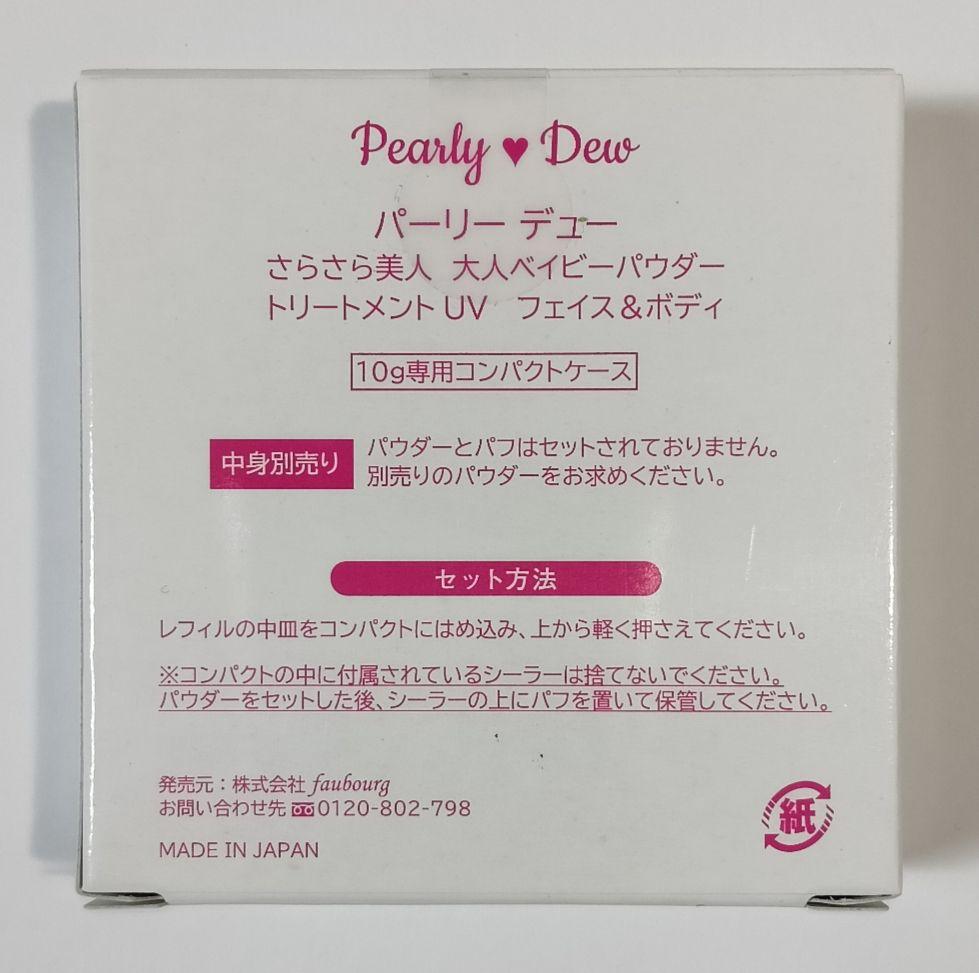 Pearly ♥ Dew
パーリー デュー
さらさら美人 大人ベイビーパウダー
トリートメント UV フェイス＆ボディ
10g専用コンパクトケース
中身別売り
パウダーとパフはセットされておりません。
別売りのパウダーをお求めください。
セット方法
レフィルの中皿をコンパクトにはめ込み、上から軽く押さえてください。
※コンパクトの中に付属されているシーラーは捨てないでください。
パウダーをセットした後、シーラーの上にパフを置いて保管してください。
発売元：株式会社 faubourg
お問い合わせ先 0120-802-798
MADE IN JAPAN
紙